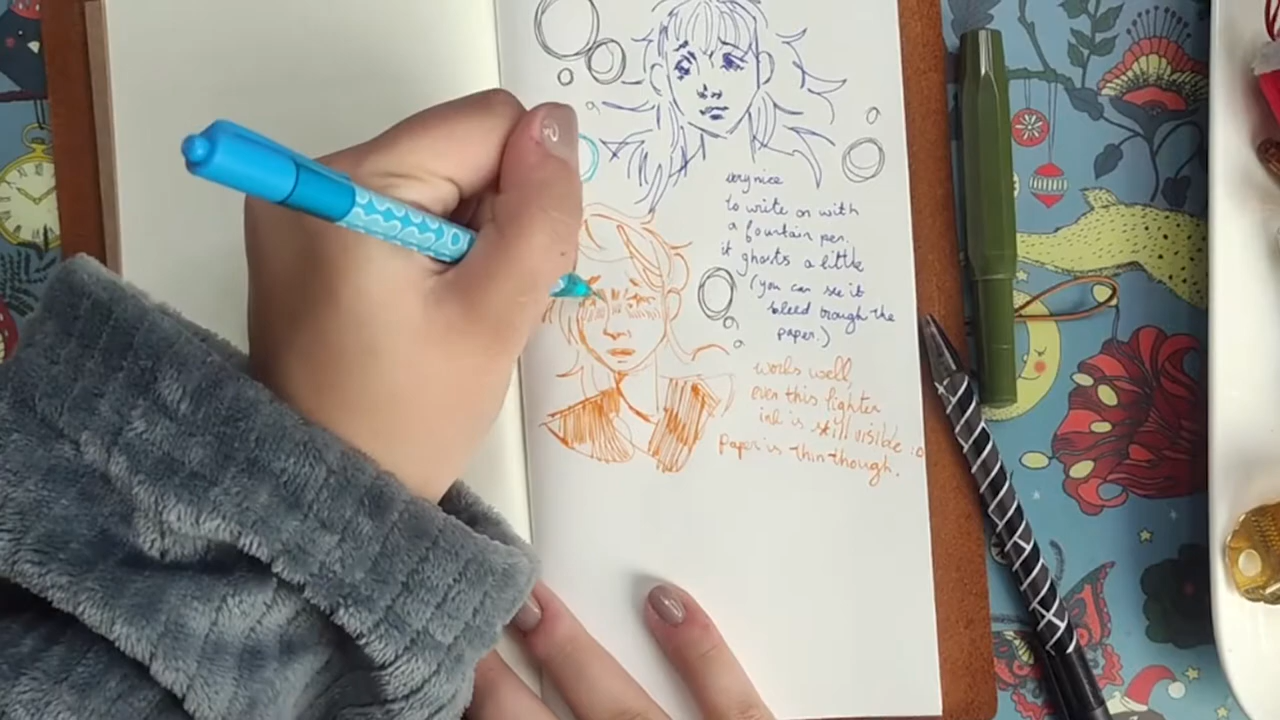 very nice
to write on with
a fountain pen.
it ghosts a little
(you can see it
bleed trough the
paper.)
works well,
even this lighter
ink is still visible :D
paper is thin though.